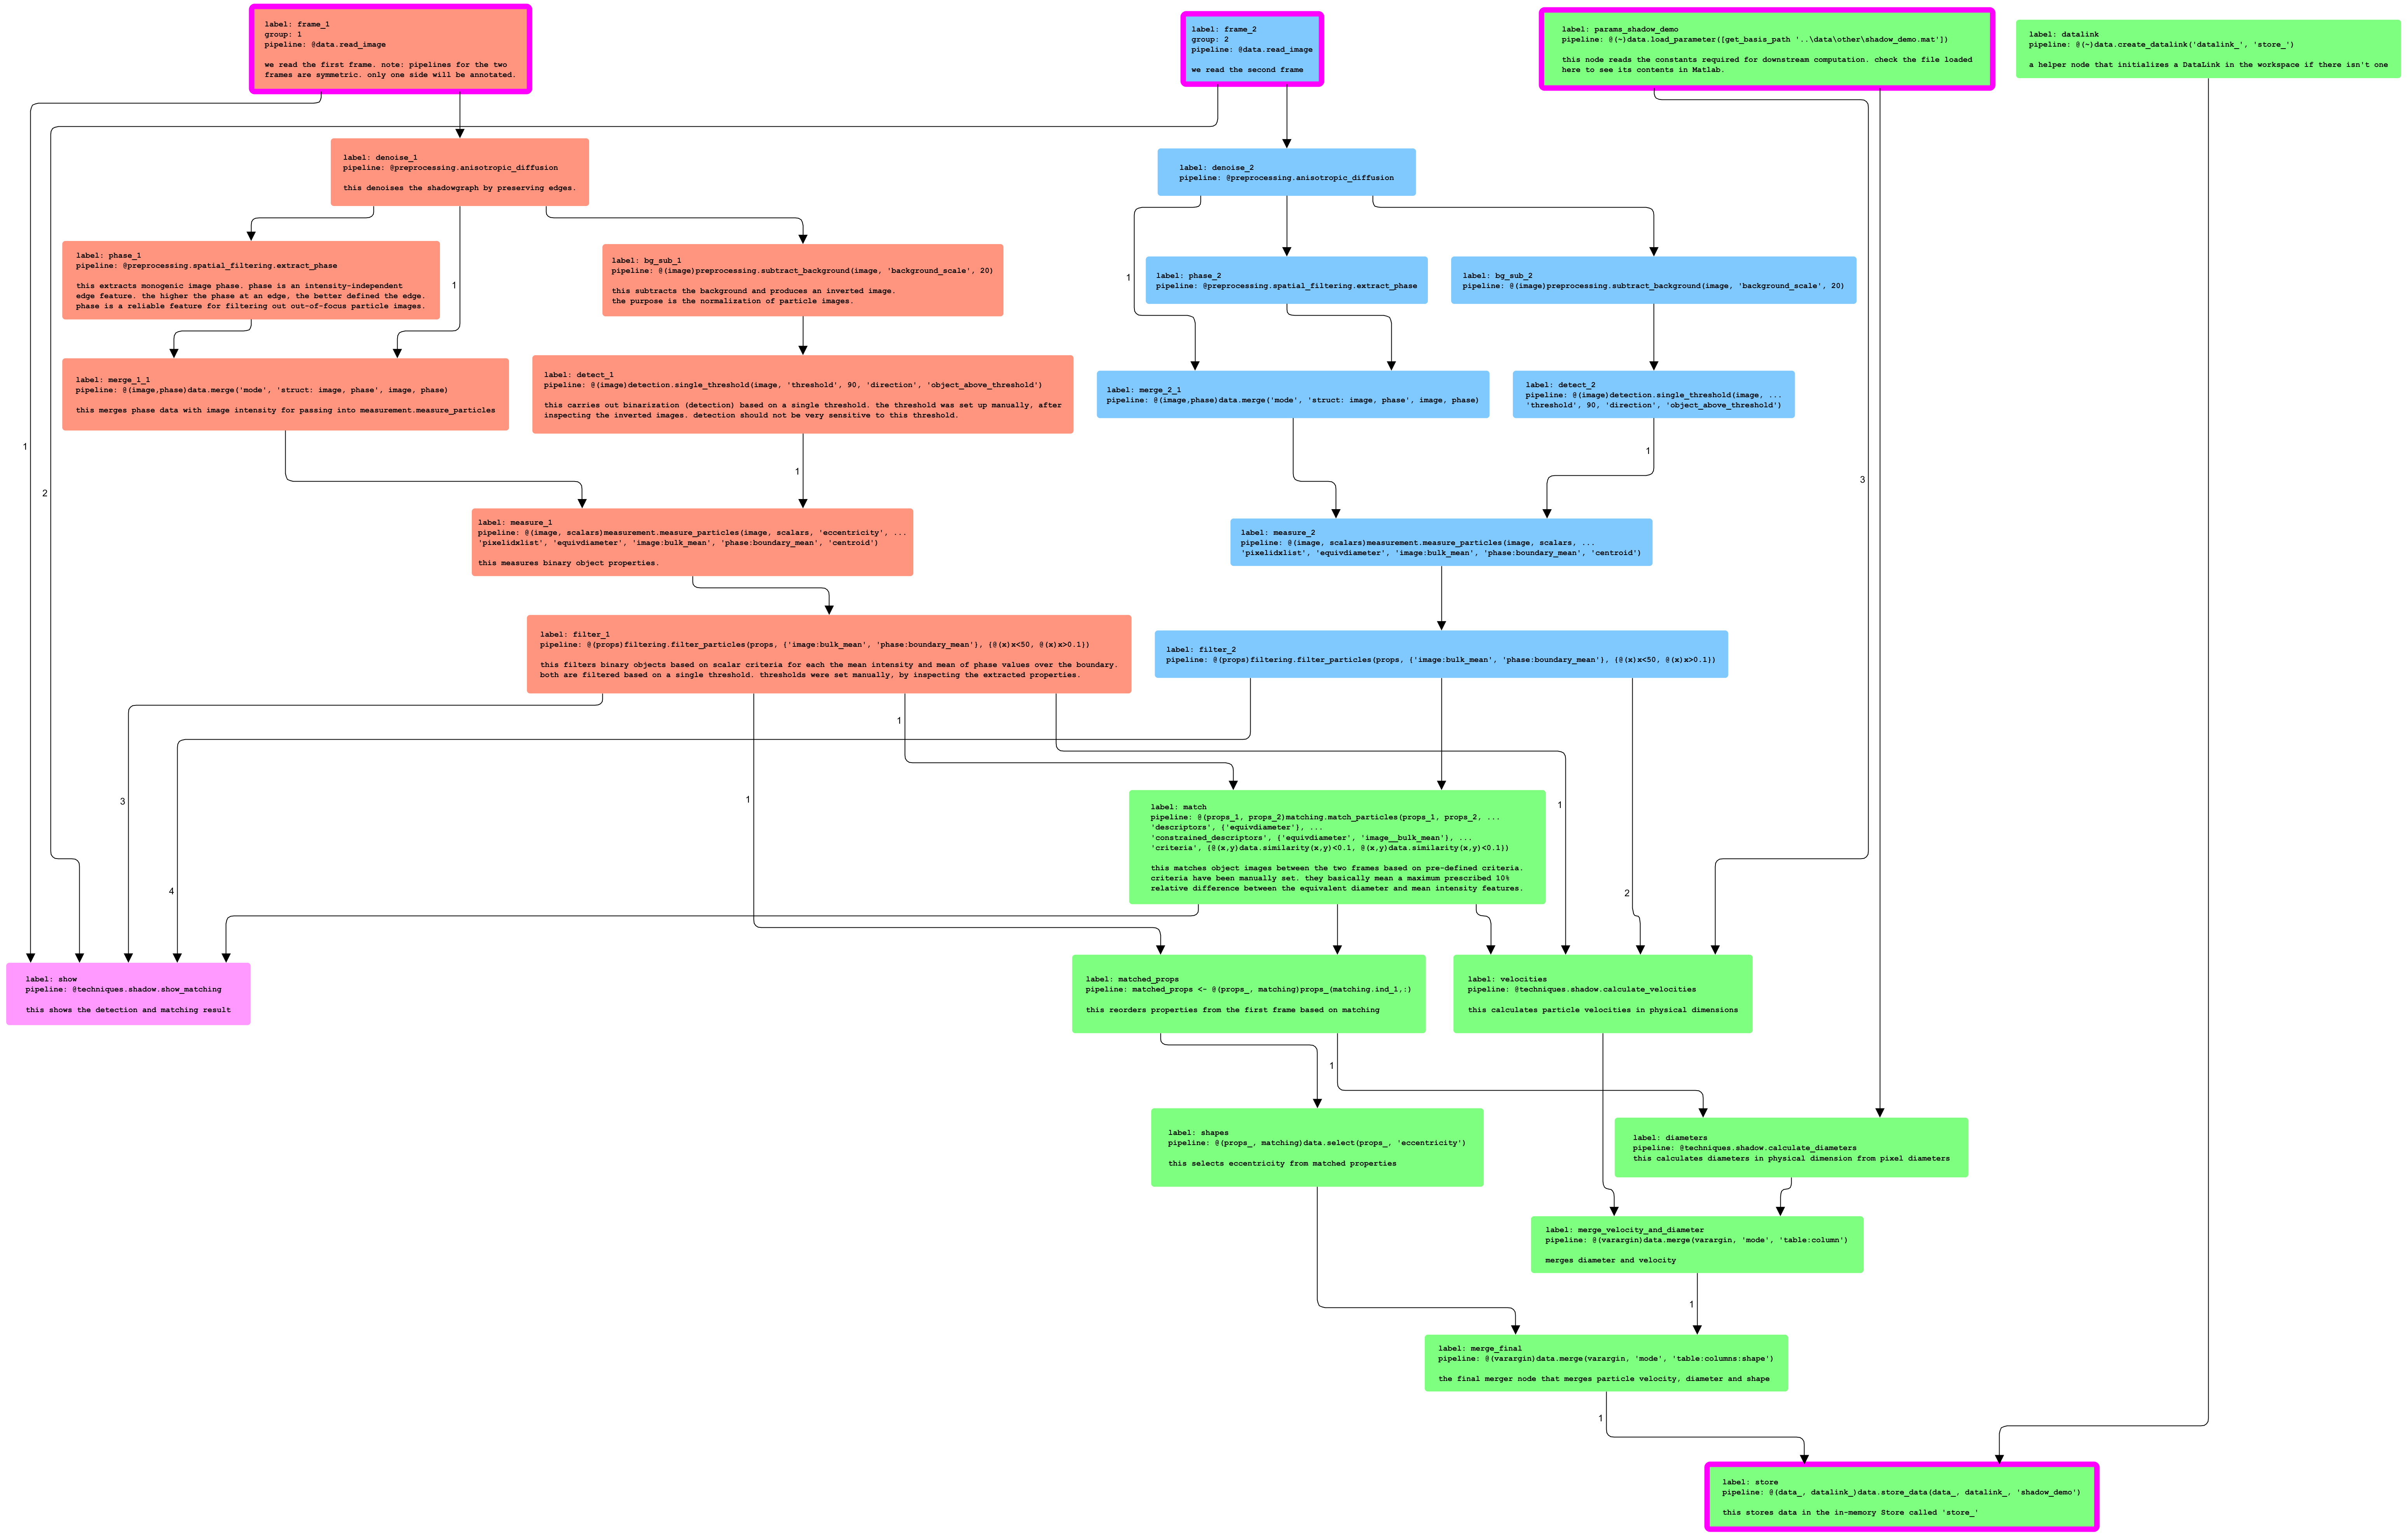 label: frame_1
group: 1
pipeline: @data.read_image
we read the first frame. note: pipelines for the two
frames are symmetric. only one side will be annotated.
label: frame_2
group: 2
pipeline: @data.read_image
we read the second frame
label: params_shadow_demo
pipeline: @(~)data.load_parameter([get_basis_path '..\data\other\shadow_demo.mat'])
this node reads the constants required for downstream computation. check the file loaded
here to see its contents in Matlab.
label: datalink
pipeline: @(~)data.create_datalink('datalink_', 'store_')
a helper node that initializes a DataLink in the workspace if there isn't one
label: denoise_1
pipeline: @preprocessing.anisotropic_diffusion
this denoises the shadowgraph by preserving edges.
label: denoise_2
pipeline: @preprocessing.anisotropic_diffusion
label: phase_1
pipeline: @preprocessing.spatial_filtering.extract_phase
this extracts monogenic image phase. phase is an intensity-independent
edge feature. the higher the phase at an edge, the better defined the edge.
phase is a reliable feature for filtering out out-of-focus particle images.
1
label: bg_sub_1
pipeline: @(image)preprocessing.subtract_background(image, 'background_scale', 20)
this subtracts the background and produces an inverted image.
the purpose is the normalization of particle images.
1
label: phase_2
pipeline: @preprocessing.spatial_filtering.extract_phase
label: bg_sub_2
pipeline: @(image)preprocessing.subtract_background(image, 'background_scale', 20)
label: merge_1_1
pipeline: @(image,phase)data.merge('mode', 'struct: image, phase', image, phase)
this merges phase data with image intensity for passing into measurement.measure_particles
label: detect_1
pipeline: @(image)detection.single_threshold(image, 'threshold', 90, 'direction', 'object_above_threshold')
this carries out binarization (detection) based on a single threshold. the threshold was set up manually, after
inspecting the inverted images. detection should not be very sensitive to this threshold.
label: merge_2_1
pipeline: @(image,phase)data.merge('mode', 'struct: image, phase', image, phase)
label: detect_2
pipeline: @(image)detection.single_threshold(image, ...
'threshold', 90, 'direction', 'object_above_threshold')
1
1
1
3
2
label: measure_1
pipeline: @(image, scalars)measurement.measure_particles(image, scalars, 'eccentricity', ...
'pixelidxlist', 'equivdiameter', 'image:bulk_mean', 'phase:boundary_mean', 'centroid')
this measures binary object properties.
label: measure_2
pipeline: @(image, scalars)measurement.measure_particles(image, scalars, ...
'pixelidxlist', 'equivdiameter', 'image:bulk_mean', 'phase:boundary_mean', 'centroid')
label: filter_1
pipeline: @(props)filtering.filter_particles(props, {'image:bulk_mean', 'phase:boundary_mean'}, {@(x)x<50, @(x)x>0.1})
this filters binary objects based on scalar criteria for each the mean intensity and mean of phase values over the boundary.
both are filtered based on a single threshold. thresholds were set manually, by inspecting the extracted properties.
label: filter_2
pipeline: @(props)filtering.filter_particles(props, {'image:bulk_mean', 'phase:boundary_mean'}, {@(x)x<50, @(x)x>0.1})
1
3
1
1
label: match
pipeline: @(props_1, props_2)matching.match_particles(props_1, props_2, ...
'descriptors', {'equivdiameter'}, ...
'constrained_descriptors', {'equivdiameter', 'image__bulk_mean'}, ...
'criteria', {@(x,y)data.similarity(x,y)<0.1, @(x,y)data.similarity(x,y)<0.1})
this matches object images between the two frames based on pre-defined criteria.
criteria have been manually set. they basically mean a maximum prescribed 10%
relative difference between the equivalent diameter and mean intensity features.
4
2
label: show
pipeline: @techniques.shadow.show_matching
this shows the detection and matching result
label: matched_props
pipeline: matched_props <- @(props_, matching)props_(matching.ind_1,:)
this reorders properties from the first frame based on matching
label: velocities
pipeline: @techniques.shadow.calculate_velocities
this calculates particle velocities in physical dimensions
1
label: shapes
pipeline: @(props_, matching)data.select(props_, 'eccentricity')
this selects eccentricity from matched properties
label: diameters
pipeline: @techniques.shadow.calculate_diameters
this calculates diameters in physical dimension from pixel diameters
label: merge_velocity_and_diameter
pipeline: @(varargin)data.merge(varargin, 'mode', 'table:column')
merges diameter and velocity
1
label: merge_final
pipeline: @(varargin)data.merge(varargin, 'mode', 'table:columns:shape')
the final merger node that merges particle velocity, diameter and shape
1
label: store
pipeline: @(data_, datalink_)data.store_data(data_, datalink_, 'shadow_demo')
this stores data in the in-memory Store called 'store_'